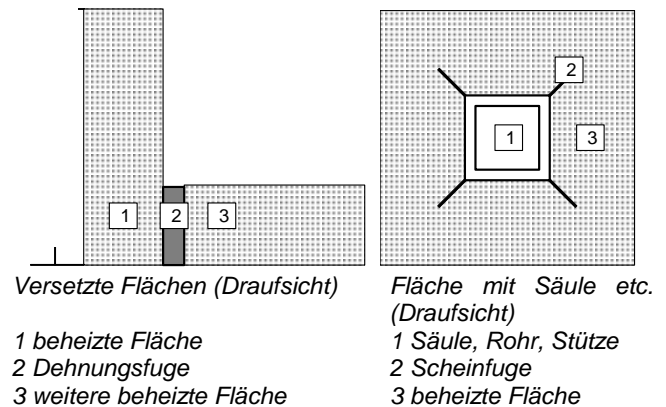 1
2
3
2
1
3
Versetzte Flächen (Draufsicht)
1 beheizte Fläche
2 Dehnungsfuge
3 weitere beheizte Fläche
Fläche mit Säule etc.
(Draufsicht)
1 Säule, Rohr, Stütze
2 Scheinfuge
3 beheizte Fläche